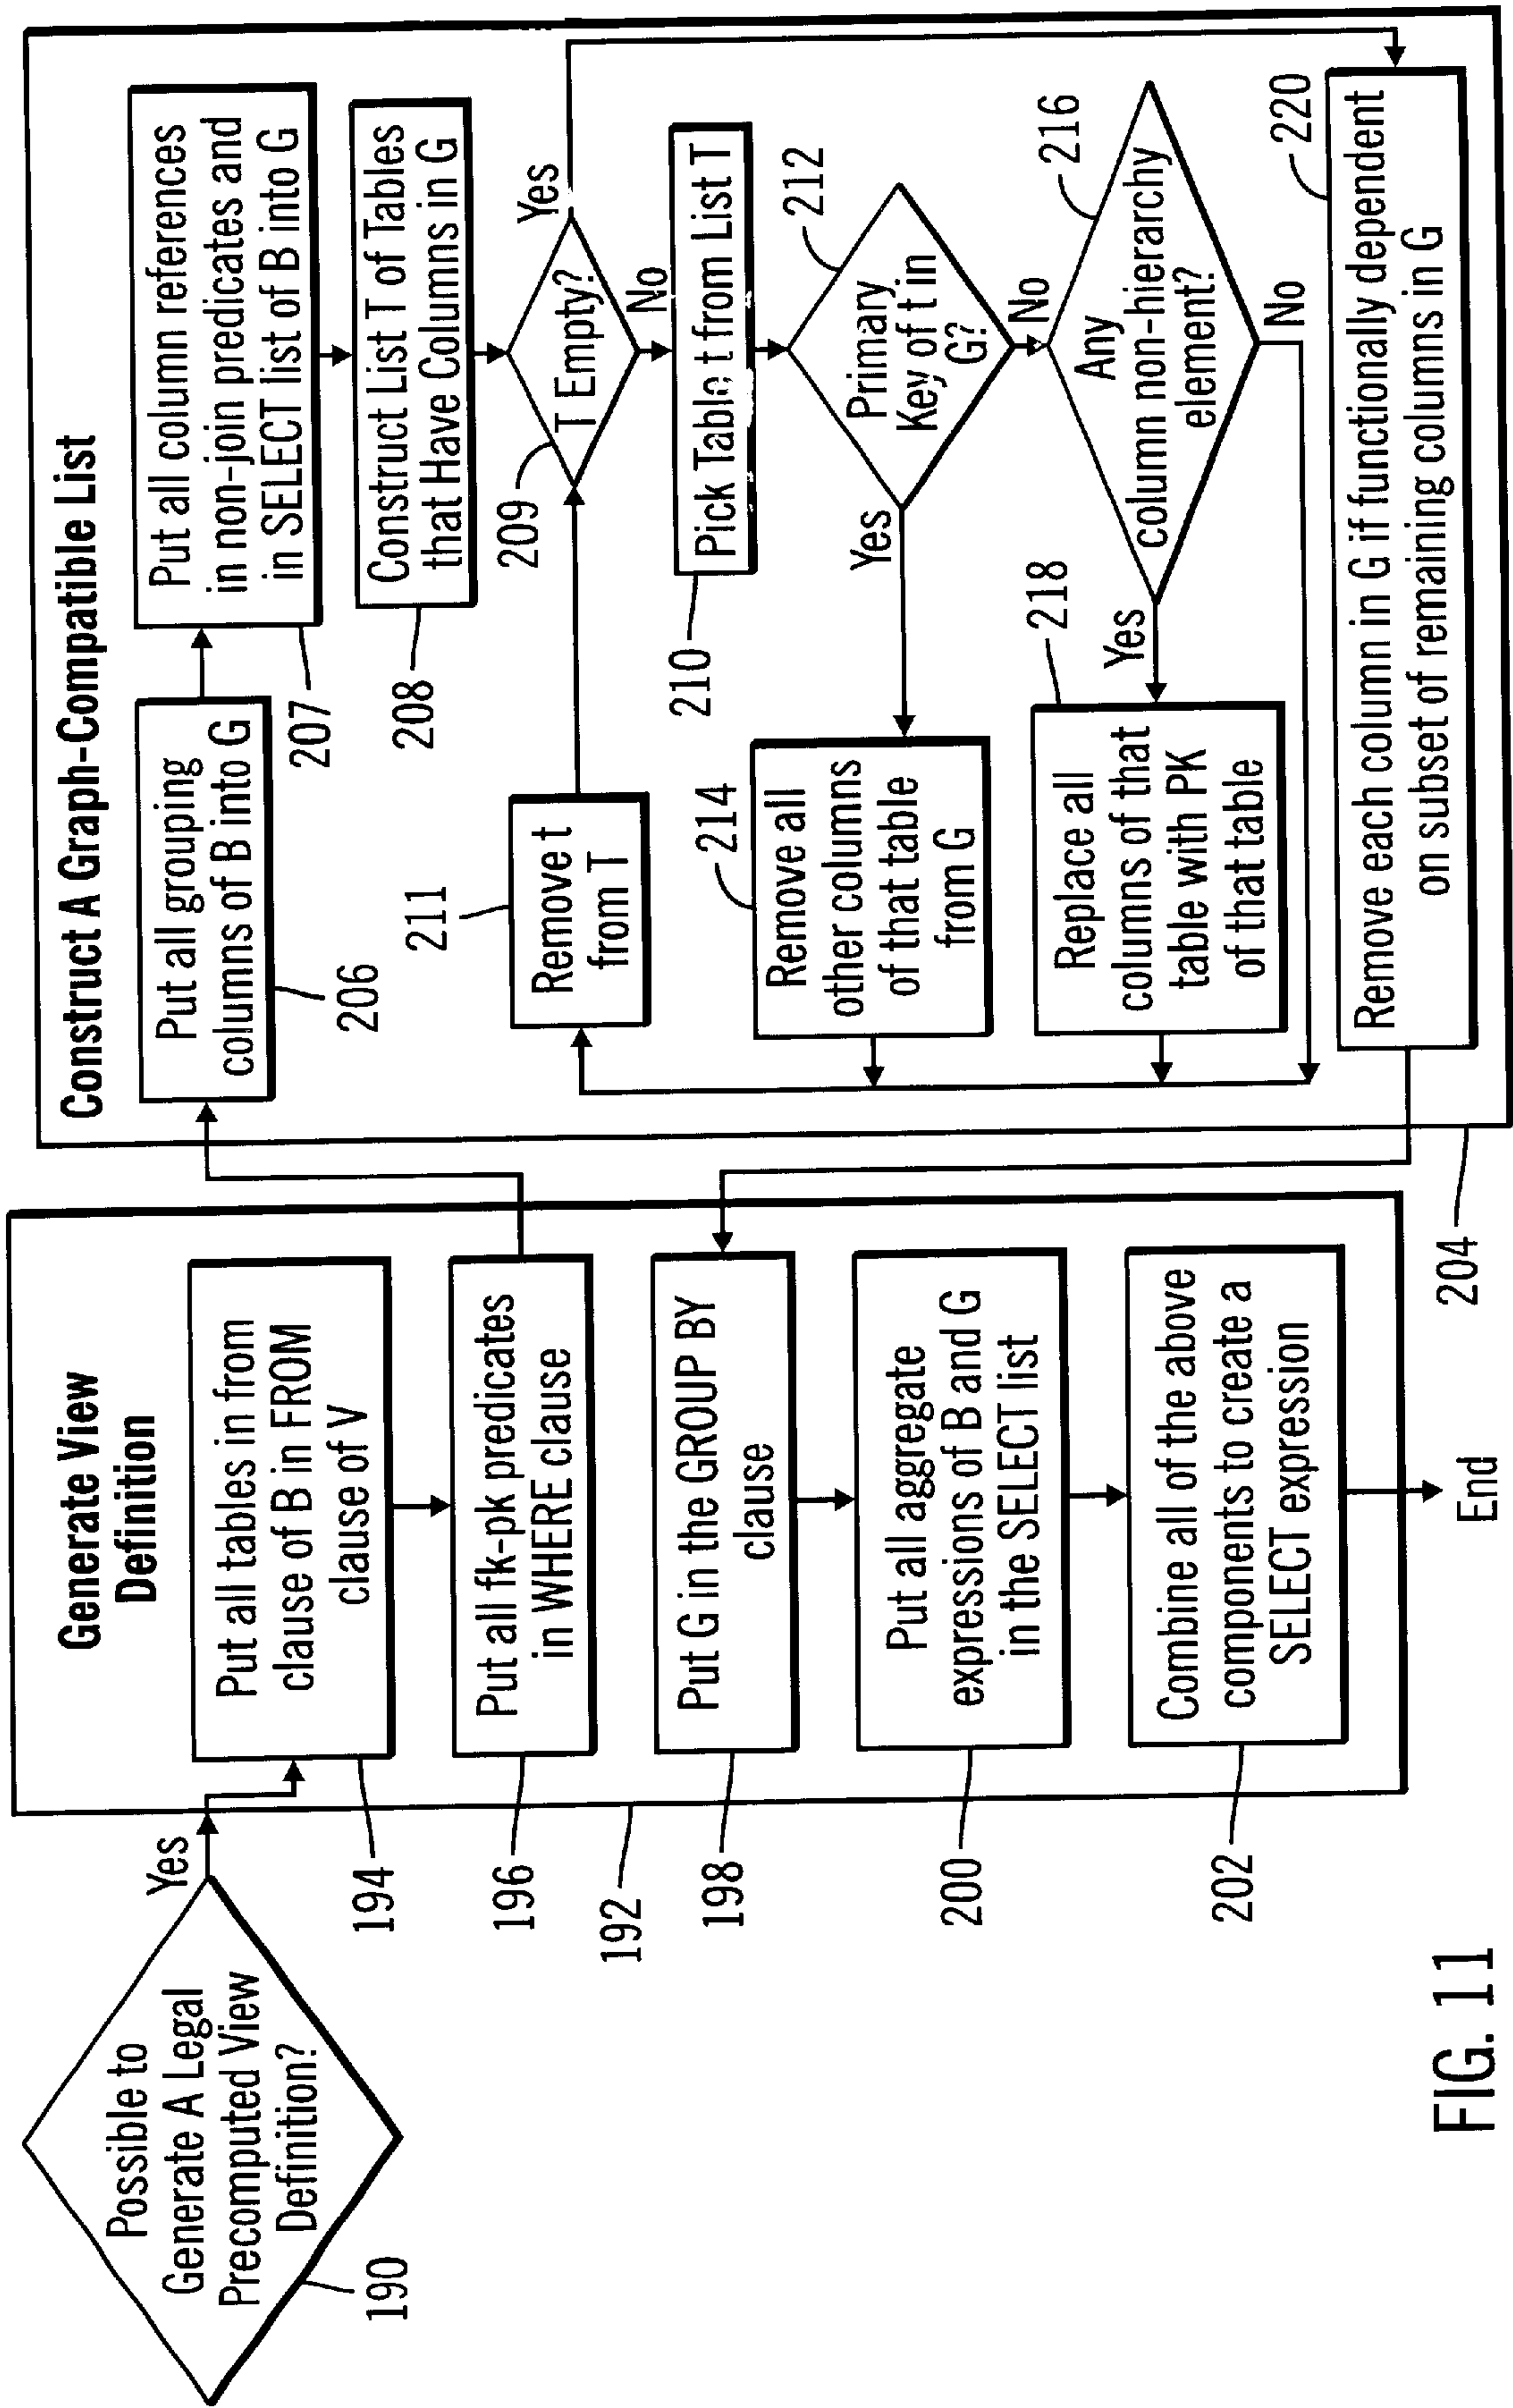 Possible to
Generate A Legal
Precomputed View
Definition?
190
Yes
Generate View
Definition
Put all tables in from
clause of B in FROM
clause of V
194
Put all fk-pk predicates
in WHERE clause
196
192
Put G in the GROUP BY
clause
198
Put all aggregate
expressions of B and G
in the SELECT list
200
Combine all of the above
components to create a
SELECT expression
202
End
Construct A Graph-Compatible List
Put all grouping
columns of B into G
206
Put all column references
in non-join predicates and
in SELECT list of B into G
207
Construct List T of Tables
that Have Columns in G
208
T Empty?
209
Yes
No
Remove t
from T
211
Pick Table t from List T
210
Primary
Key of t in
G?
212
Yes
No
Remove all
other columns
of that table
from G
214
Any
column non-hierarchy
element?
216
Yes
No
Replace all
columns of that
table with PK
of that table
218
Remove each column in G if functionally dependent
on subset of remaining columns in G
220
204
FIG. 11